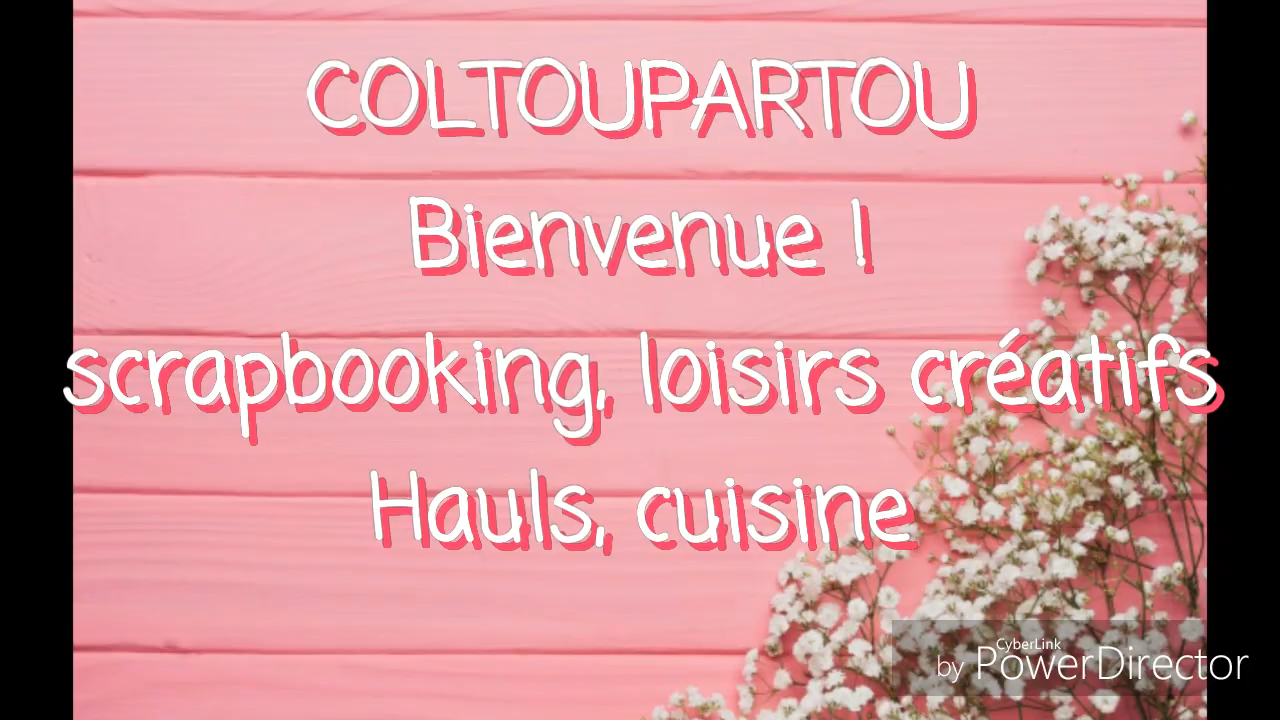 COLTOUPARTOU
Bienvenue !
scrapbooking, loisirs créatifs
Hauls, cuisine
CyberLink
by PowerDirector